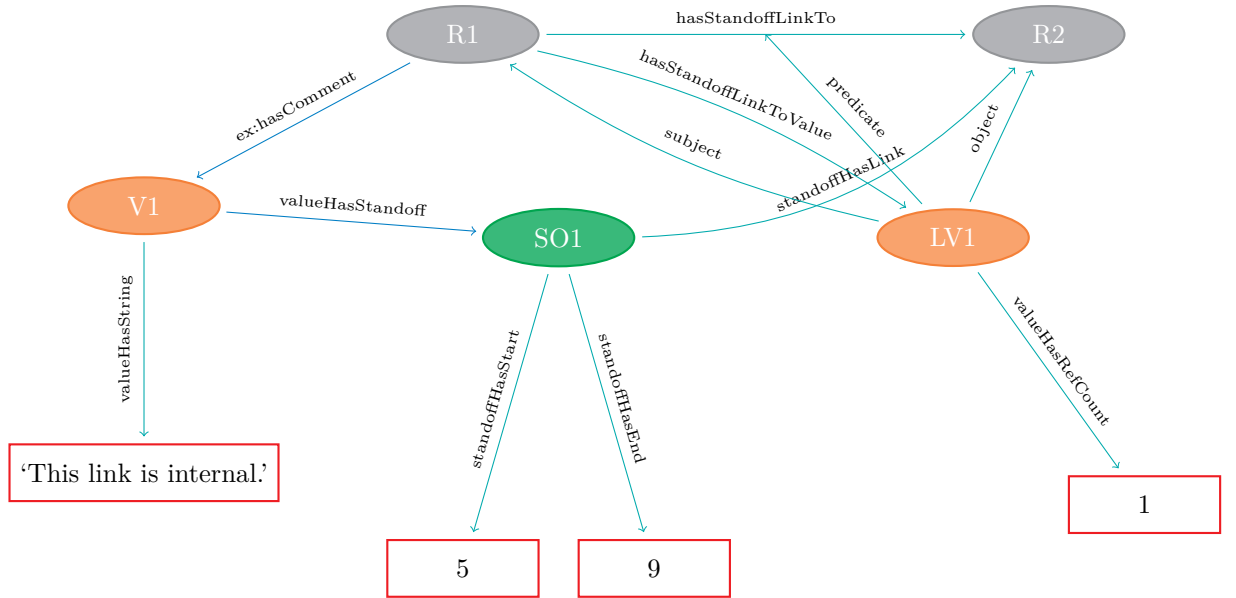 hasStandoffLinkTo
R1
R2
hasStandoffLinkToValue
predicate
ex:hasComment
subject
object
standoffHasLink
V1
valueHasStandoff
SO1
LV1
valueHasString
standoffHasStart
standoffHasEnd
valueHasRefCount
‘This link is internal.’
1
5
9